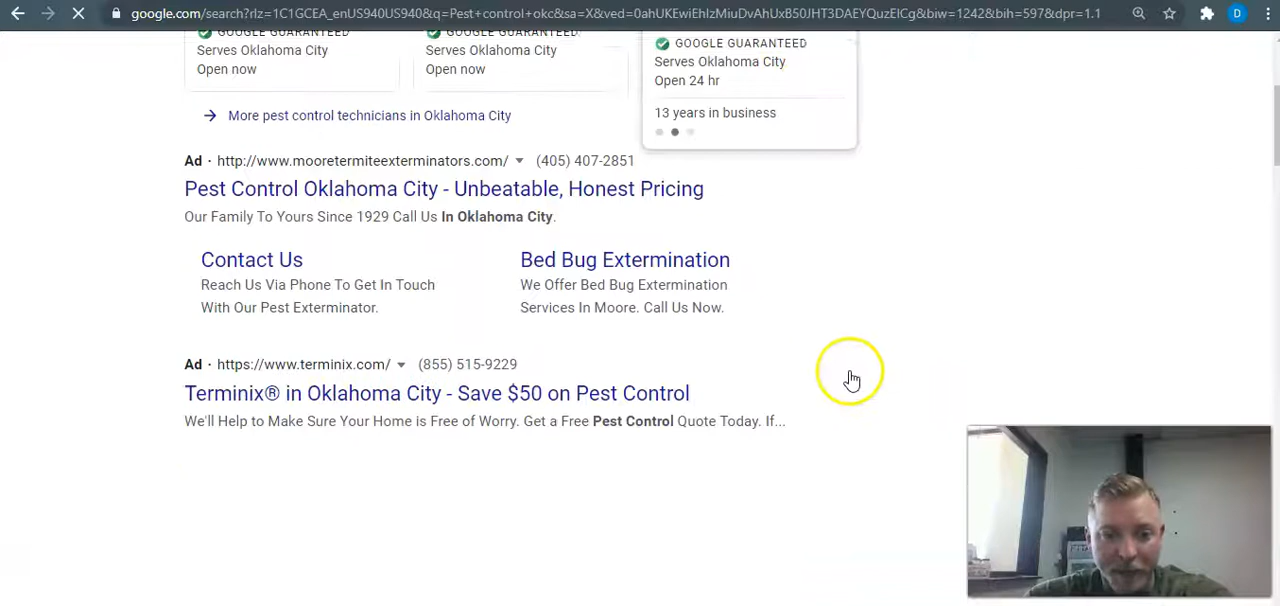 google.com/search?rlz=1C1GCEA_enUS940US940&q=Pest+control+okc&sa=X&ved=0ahUKEwiEhlzMiuDvAhUxB50JHT3DAEYQuzEICg&biw=1242&bih=597&dpr=1.1
D
GOOGLE GUARANTEED
Serves Oklahoma City
Open now
GOOGLE GUARANTEED
Serves Oklahoma City
Open now
GOOGLE GUARANTEED
Serves Oklahoma City
Open 24 hr
13 years in business
More pest control technicians in Oklahoma City
Ad · http://www.mooretermiteexterminators.com/ (405) 407-2851
Pest Control Oklahoma City - Unbeatable, Honest Pricing
Our Family To Yours Since 1929 Call Us In Oklahoma City.
Contact Us
Reach Us Via Phone To Get In Touch
With Our Pest Exterminator.
Bed Bug Extermination
We Offer Bed Bug Extermination
Services In Moore. Call Us Now.
Ad · https://www.terminix.com/ (855) 515-9229
Terminix® in Oklahoma City - Save $50 on Pest Control
We'll Help to Make Sure Your Home is Free of Worry. Get a Free Pest Control Quote Today. If...